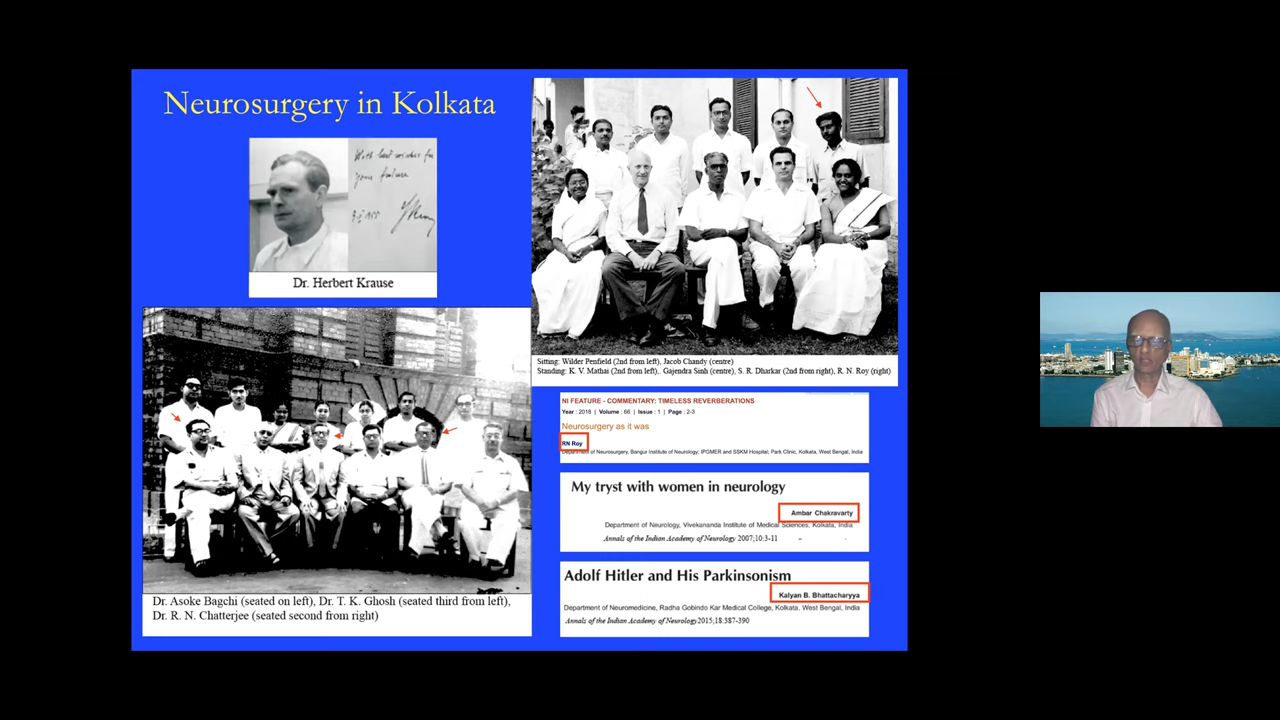 Neurosurgery in Kolkata
With best wishes for
your future
Dr. Herbert Krause
Dr. Asoke Bagchi (seated on left), Dr. T. K. Ghosh (seated third from left),
Dr. R. N. Chatterjee (seated second from right)
Sitting: Wilder Penfield (2nd from left), Jacob Chandy (centre)
Standing: K. V. Mathai (2nd from left),. Gajendra Sinh (centre), S. R. Dharkar (2nd from right), R. N. Roy (right)
NI FEATURE - COMMENTARY: TIMELESS REVERBERATIONS
Year : 2018 | Volume : 66 | Issue : 1 | Page : 2-3
Neurosurgery as it was
RN Roy
Department of Neurosurgery, Bangur Institute of Neurology; IPGMER and SSKM Hospital; Park Clinic, Kolkata, West Bengal, India
My tryst with women in neurology
Ambar Chakravarty
Department of Neurology, Vivekananda Institute of Medical Sciences, Kolkata, India
Annals of the Indian Academy of Neurology 2007;10:3-11
Adolf Hitler and His Parkinsonism
Kalyan B. Bhattacharyya
Department of Neuromedicine, Radha Gobindo Kar Medical College, Kolkata, West Bengal, India
Annals of the Indian Academy of Neurology2015;18:387-390